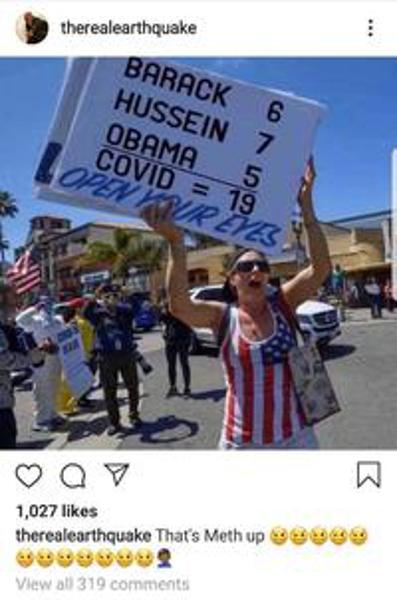 therealearthquake
BARACK 6
HUSSEIN 7
OBAMA 5
COVID = 19
OPEN YOUR EYES
1,027 likes
therealearthquake That's Meth up 😕😕😕😕😕
😕😕😕😕😕😕😕🤦🏾‍♂️
View all 319 comments